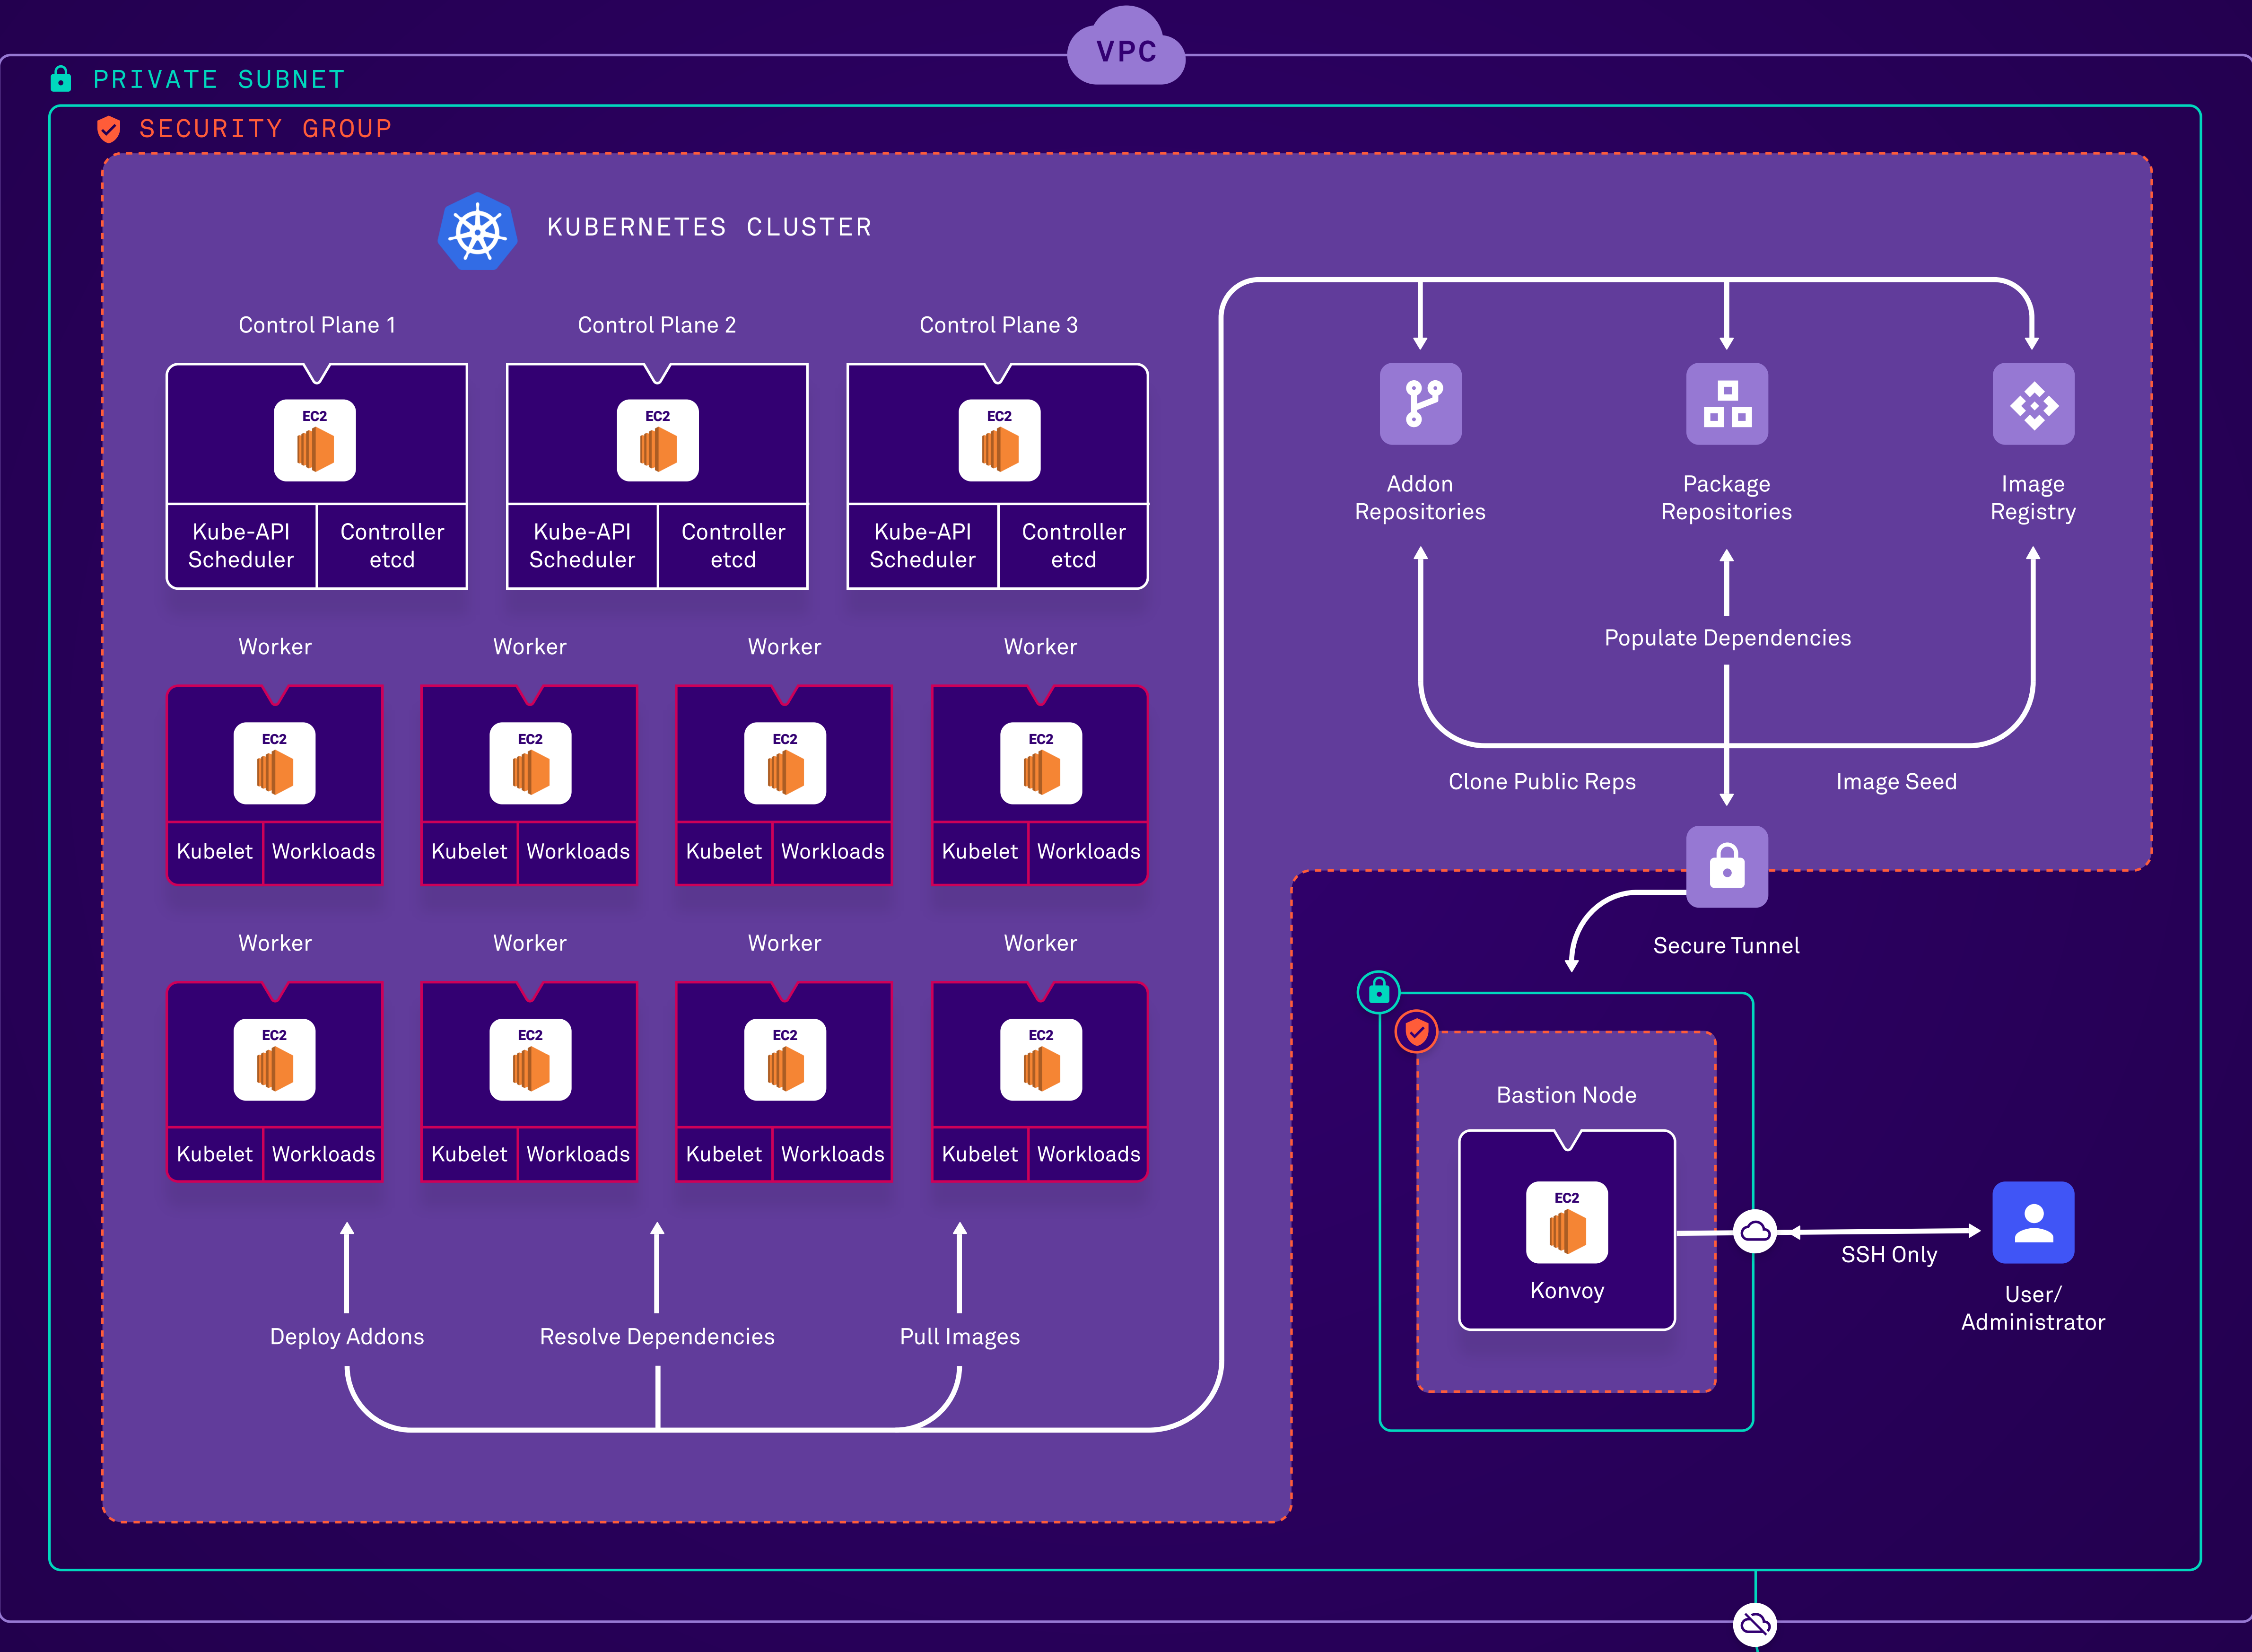 VPC
PRIVATE SUBNET
SECURITY GROUP
KUBERNETES CLUSTER
Control Plane 1
Control Plane 2
Control Plane 3
EC2
EC2
EC2
Kube-API
Scheduler
Controller
etcd
Kube-API
Scheduler
Controller
etcd
Kube-API
Scheduler
Controller
etcd
Worker
Worker
Worker
Worker
EC2
EC2
EC2
EC2
Kubelet
Workloads
Kubelet
Workloads
Kubelet
Workloads
Kubelet
Workloads
Worker
Worker
Worker
Worker
EC2
EC2
EC2
EC2
Kubelet
Workloads
Kubelet
Workloads
Kubelet
Workloads
Kubelet
Workloads
Deploy Addons
Resolve Dependencies
Pull Images
Addon
Repositories
Package
Repositories
Image
Registry
Populate Dependencies
Clone Public Reps
Image Seed
Secure Tunnel
Bastion Node
EC2
Konvoy
SSH Only
User/
Administrator